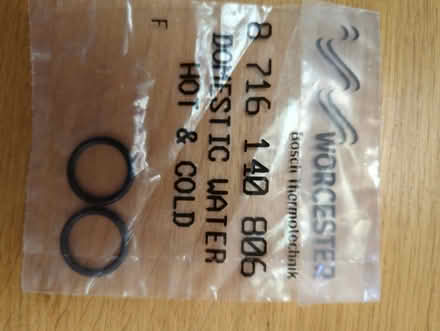 WORCESTER
Bosch Thermotechnik
8 716 140 806
DOMESTIC WATER
HOT & COLD
F